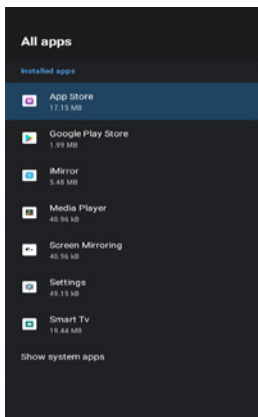 All apps
Installed apps
App Store
17.15 MB
Google Play Store
1.99 MB
iMirror
5.48 MB
Media Player
40.96 kB
Screen Mirroring
40.96 kB
Settings
49.15 kB
Smart Tv
19.44 MB
Show system apps